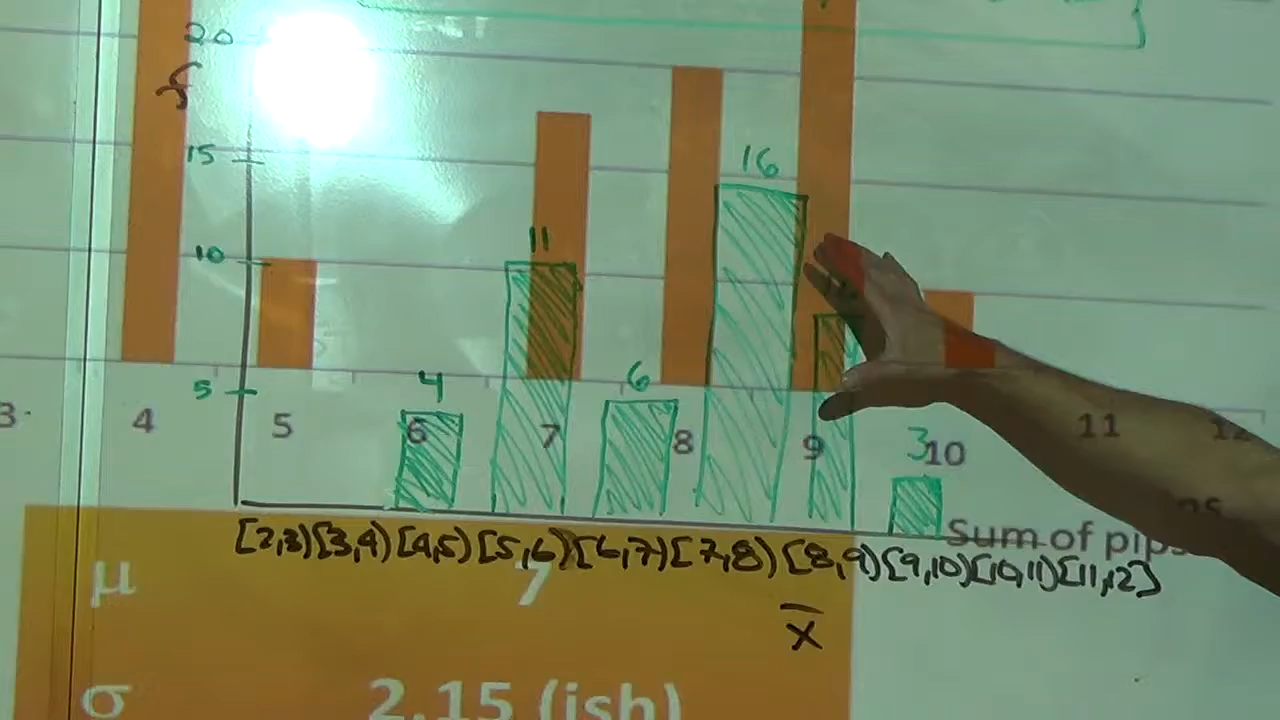 20
f
15
10
5
16
11
6
4
3
3 4 5 6 7 8 9 10 11 12
Sum of pips
[2,3)[3,4)[4,5)[5,6)[6,7)[7,8)[8,9)[9,10)[10,11)[11,12]
x̄
μ 7
σ 2.15 (ish)